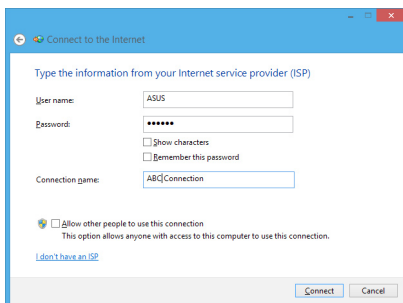 Connect to the Internet
Type the information from your Internet service provider (ISP)
User name: ASUS
Password: ••••••
Show characters
Remember this password
Connection name: ABC Connection
Allow other people to use this connection
This option allows anyone with access to this computer to use this connection.
I don't have an ISP
Connect Cancel